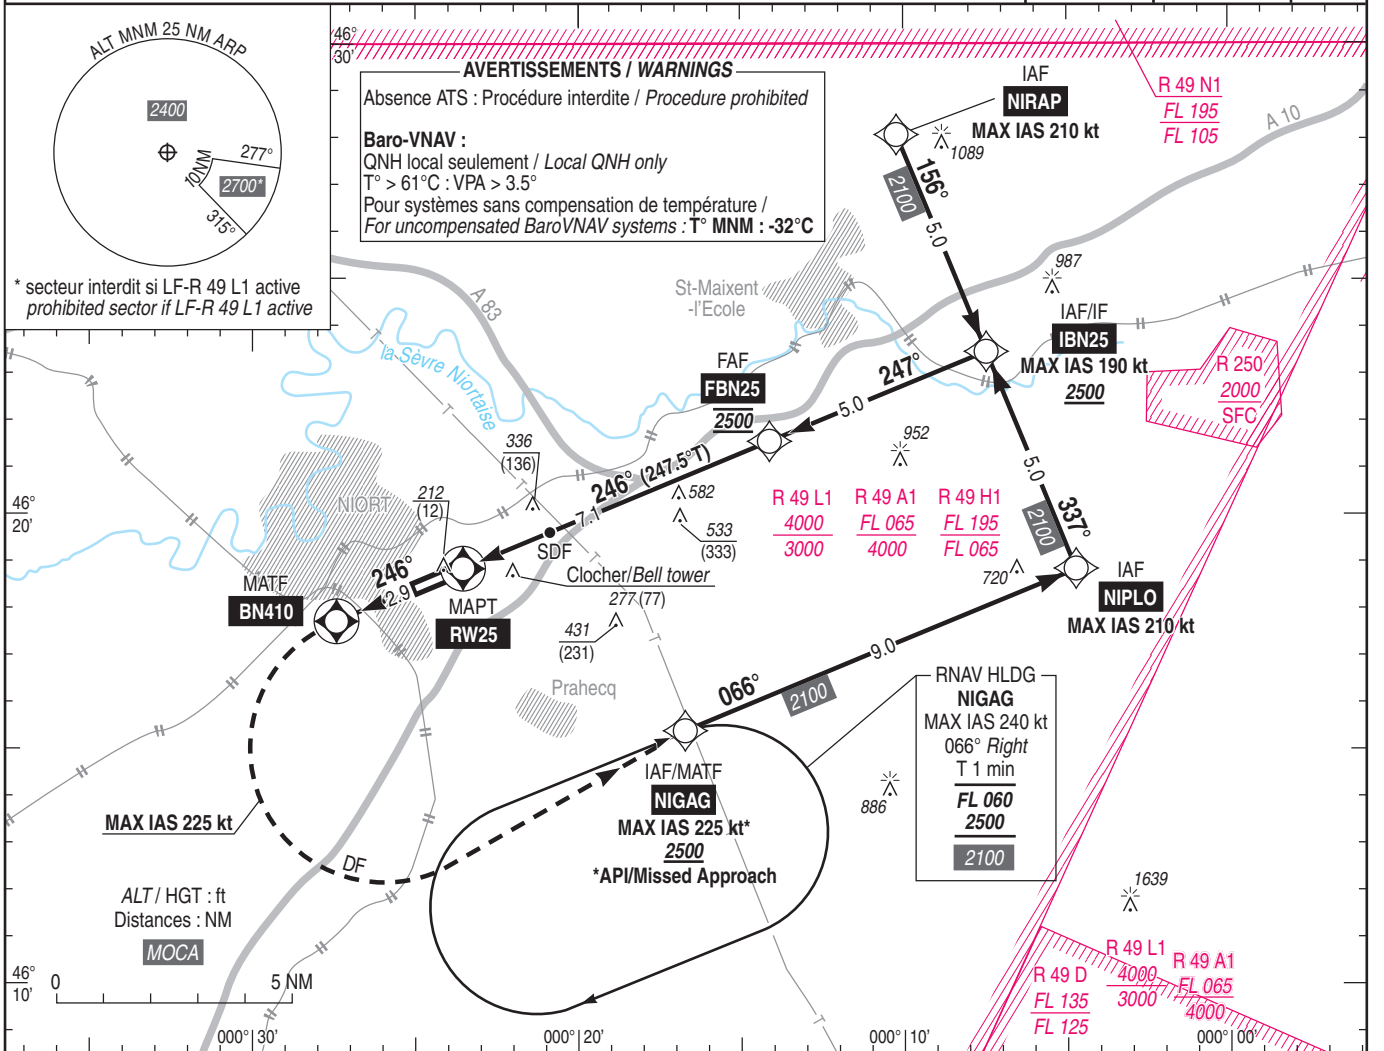 ALT MNM 25 NM ARP
2400
10NM
277°
2700*
315°
* secteur interdit si LF-R 49 L1 active
prohibited sector if LF-R 49 L1 active
46°
30'
AVERTISSEMENTS / WARNINGS
Absence ATS : Procédure interdite / Procedure prohibited
Baro-VNAV :
QNH local seulement / Local QNH only
T° > 61°C : VPA > 3.5°
Pour systèmes sans compensation de température /
For uncompensated BaroVNAV systems : T° MNM : -32°C
IAF
NIRAP
MAX IAS 210 kt
1089
R 49 N1
FL 195
FL 105
A 10
156°
2100
5.0
987
St-Maixent
-l'Ecole
A 83
la Sèvre Niortaise
IAF/IF
IBN25
MAX IAS 190 kt
2500
R 250
2000
SFC
FAF
FBN25
2500
247°
5.0
952
336
(136)
246° (247.5°T)
7.1
582
533
(333)
R 49 L1
4000
3000
R 49 A1
FL 065
4000
R 49 H1
FL 195
FL 065
5.0
337°
2100
46°
20'
NIORT
212
(12)
SDF
Clocher/Bell tower
277 (77)
720
IAF
NIPLO
MAX IAS 210 kt
246°
2.9
MATF
BN410
MAPT
RW25
431
(231)
Prahecq
066°
2100
9.0
RNAV HLDG
NIGAG
MAX IAS 240 kt
066° Right
T 1 min
FL 060
2500
2100
IAF/MATF
NIGAG
MAX IAS 225 kt*
2500
*API/Missed Approach
886
MAX IAS 225 kt
DF
1639
ALT / HGT : ft
Distances : NM
MOCA
R 49 D
FL 135
FL 125
R 49 L1
4000
3000
R 49 A1
FL 065
4000
46°
10'
0
5 NM
000°30'
000°20'
000°10'
000°00'